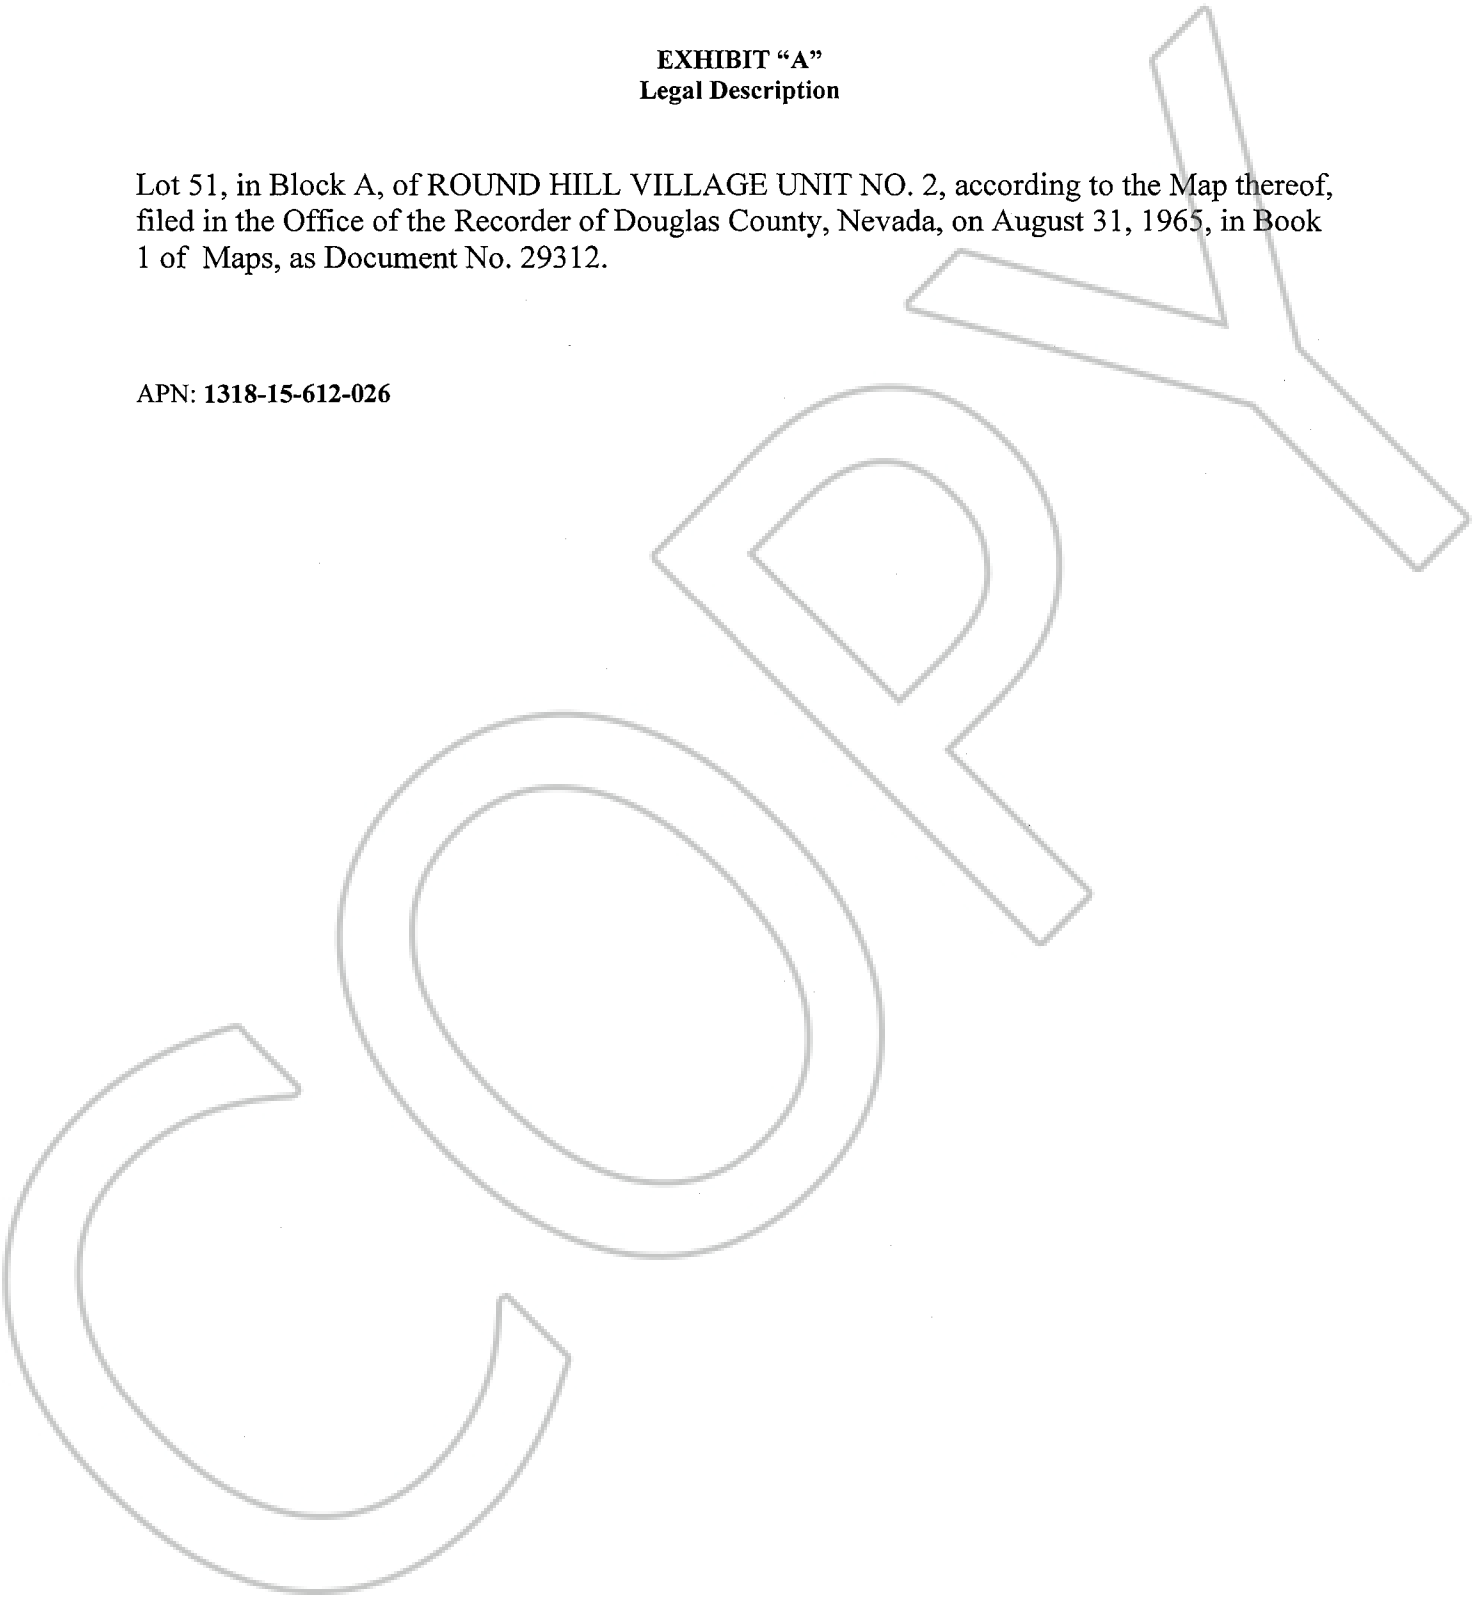 EXHIBIT “A”
Legal Description
Lot 51, in Block A, of ROUND HILL VILLAGE UNIT NO. 2, according to the Map thereof,
filed in the Office of the Recorder of Douglas County, Nevada, on August 31, 1965, in Book
1 of  Maps, as Document No. 29312.
APN: 1318-15-612-026
COPY